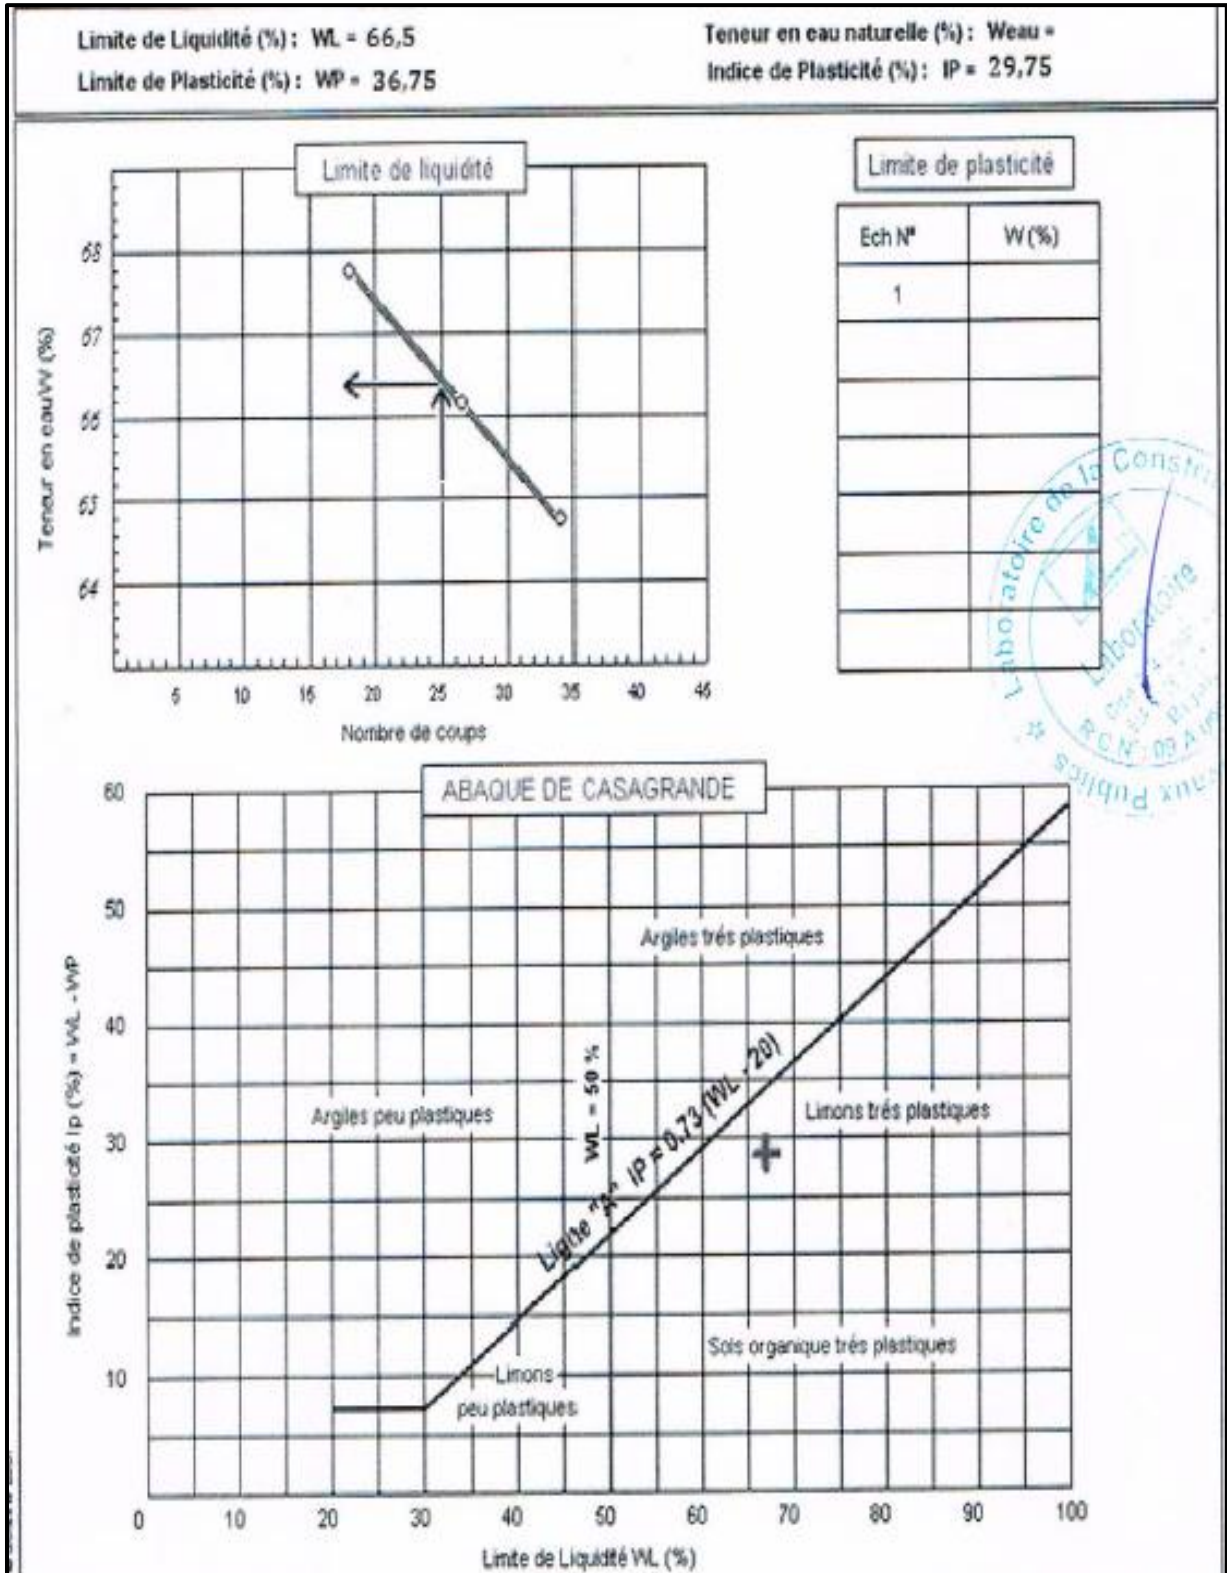 Limite de Liquidité (%) : WL = 66,5
Teneur en eau naturelle (%) : Weau =
Limite de Plasticité (%) : WP = 36,75
Indice de Plasticité (%) : IP = 29,75
Limite de liquidité
Limite de plasticité
Ech N° W (%)
1
Teneur en eau W (%)
68
67
66
65
64
5 10 15 20 25 30 35 40 45
Nombre de coups
Laboratoire de la Constr
aux Publics
Laboratoire
R C N° : 09 A
ABAQUE DE CASAGRANDE
Indice de plasticité Ip (%) = WL - WP
60
50
40
30
20
10
Argiles trés plastiques
WL = 50 %
Ligne "A" IP = 0.73 (WL - 20)
Argiles peu plastiques
Limons trés plastiques
Sols organique trés plastiques
Limons
peu plastiques
0 10 20 30 40 50 60 70 80 90 100
Limite de Liquidité WL (%)